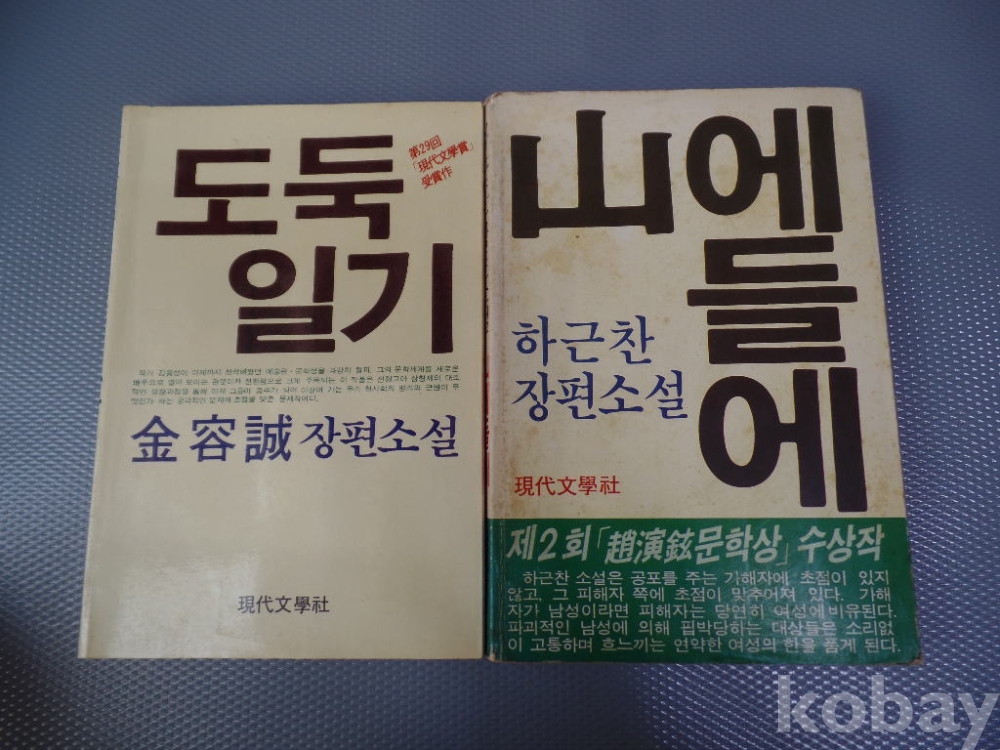 도둑
일기
第29回
「現代文學賞」
受賞作
金容誠 장편소설
現代文學社
山에
들
에
하근찬
장편소설
現代文學社
제2회 「趙演鉉문학상」 수상작
하근찬 소설은 공포를 주는 가해자에 초점이 있지
않고, 그 피해자 쪽에 초점이 맞추어져 있다. 가해
자가 남성이라면 피해자는 당연히 여성에 비유된다.
파괴적인 남성에 의해 핍박당하는 대상들은 소리없
이 고통하며 흐느끼는 연약한 여성의 한을 품게 된다.
kobay